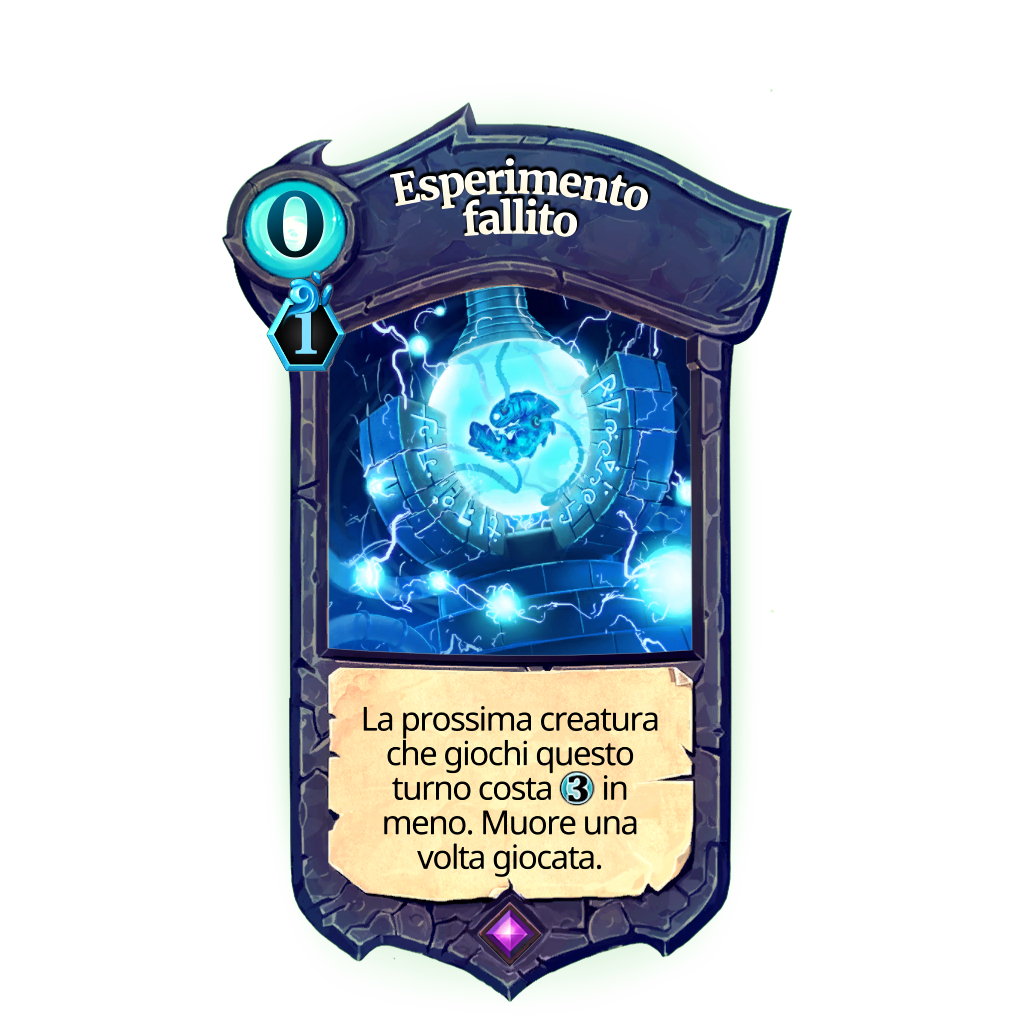 Esperimento
fallito
0
1
La prossima creatura
che giochi questo
turno costa 3 in
meno. Muore una
volta giocata.